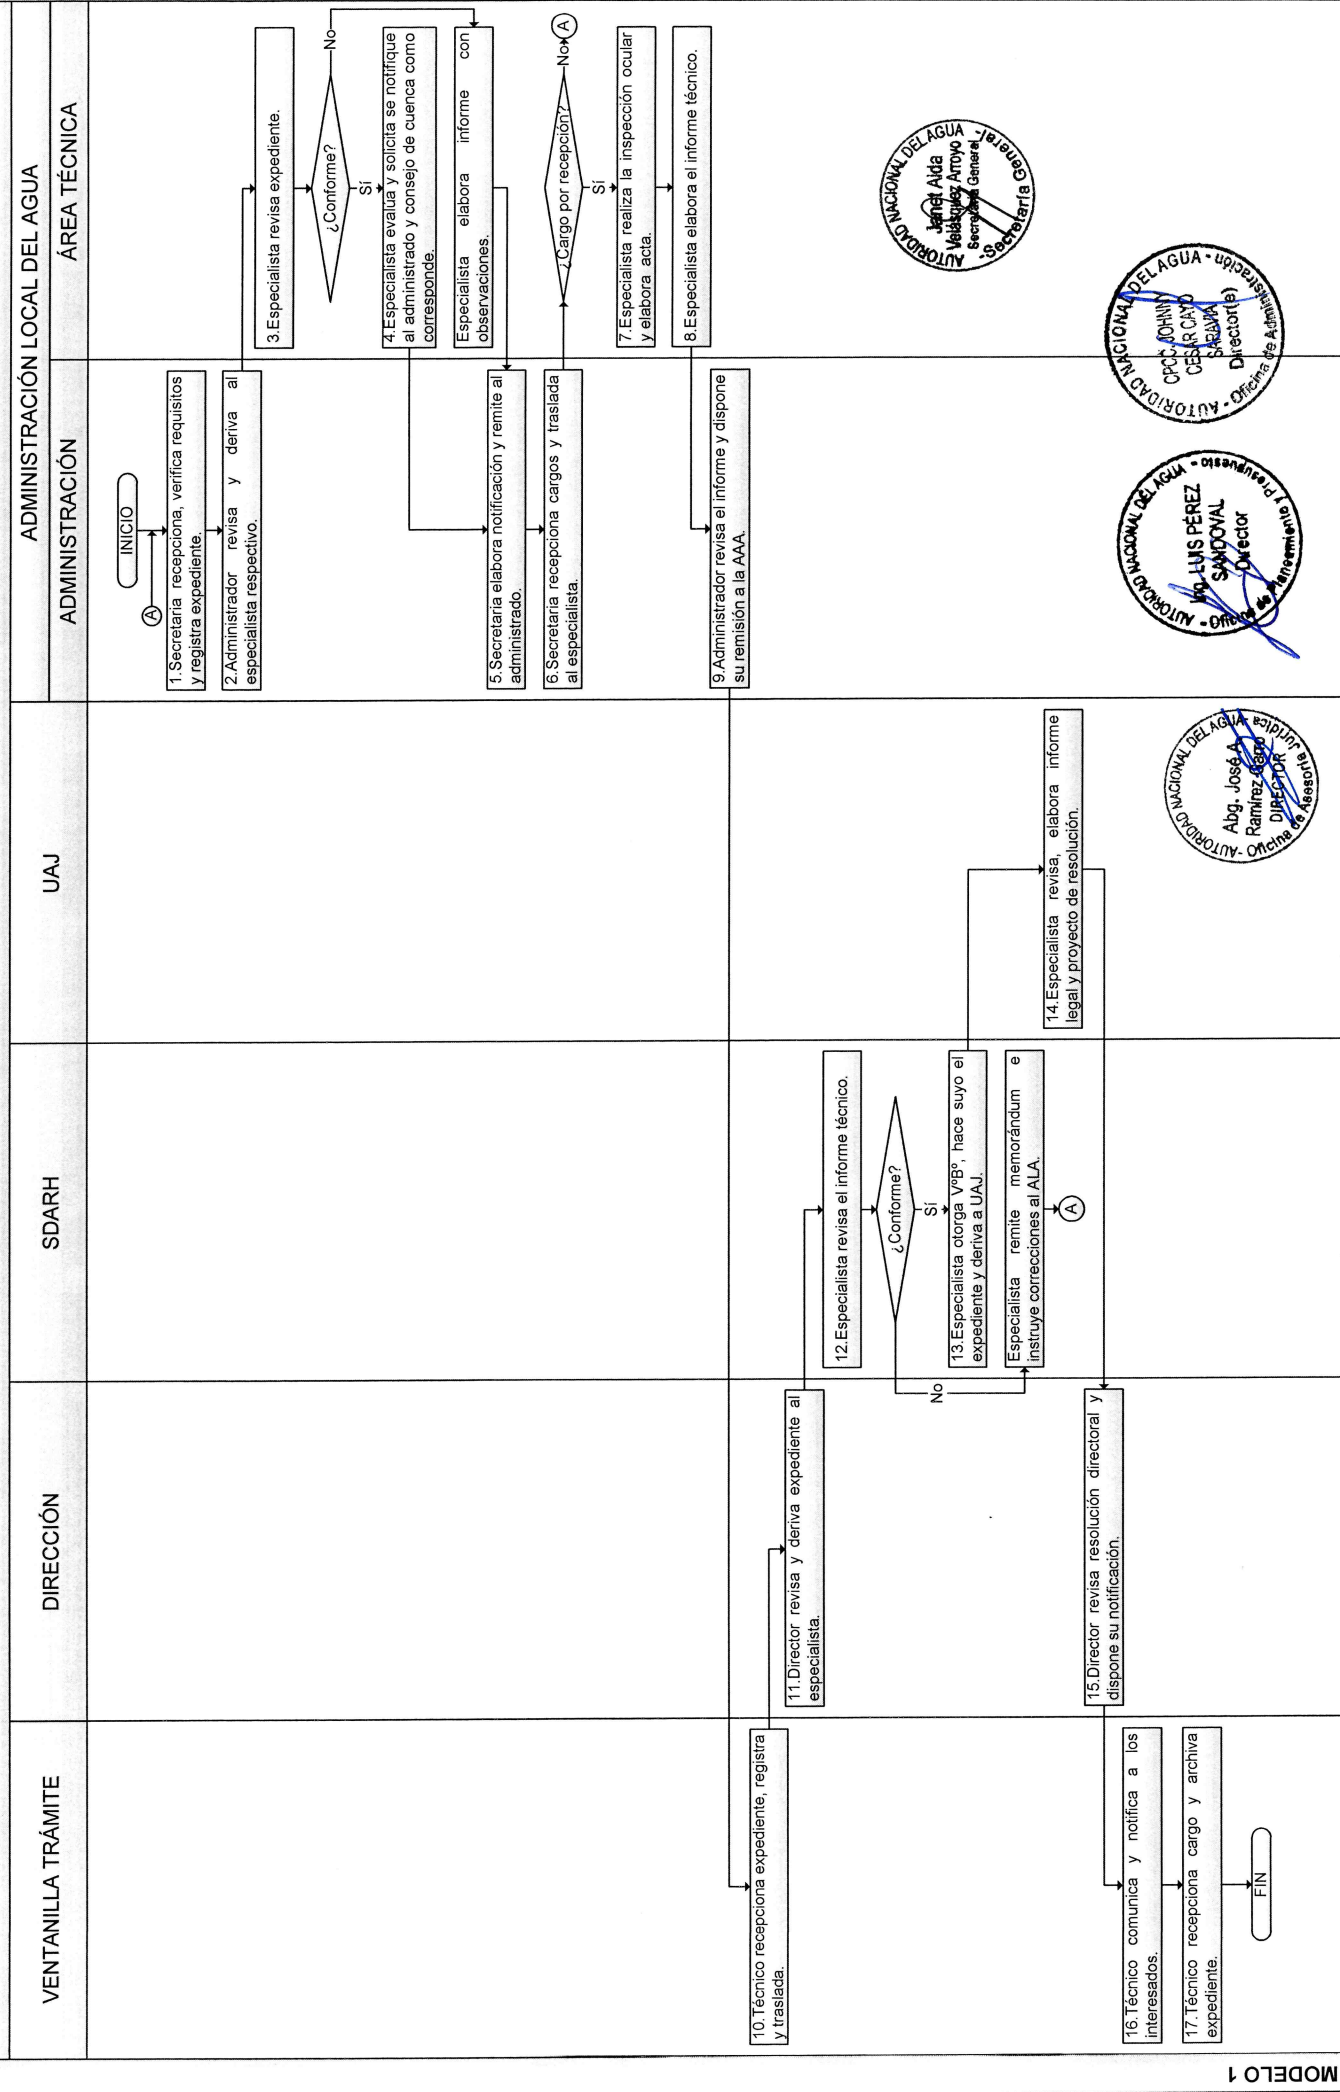 MODELO 1
VENTANILLA TRÁMITE
DIRECCIÓN
SDARH
UAJ
ADMINISTRACIÓN LOCAL DEL AGUA
ADMINISTRACIÓN
ÁREA TÉCNICA
INICIO
A
1.Secretaria recepciona, verifica requisitos
y registra expediente.
2.Administrador revisa y deriva al
especialista respectivo.
3.Especialista revisa expediente.
¿Conforme?
No
Sí
4.Especialista evalúa y solicita se notifique
al administrado y consejo de cuenca como
corresponde.
Especialista elabora informe con
observaciones.
5.Secretaria elabora notificación y remite al
administrado.
6.Secretaria recepciona cargos y traslada
al especialista.
¿Cargo por recepción?
No
A
Sí
7.Especialista realiza la inspección ocular
y elabora acta.
8.Especialista elabora el informe técnico.
9.Administrador revisa el informe y dispone
su remisión a la AAA.
10.Técnico recepciona expediente, registra
y traslada.
11.Director revisa y deriva expediente al
especialista.
12.Especialista revisa el informe técnico.
¿Conforme?
No
Sí
13.Especialista otorga VºBº, hace suyo el
expediente y deriva a UAJ.
Especialista remite memorándum e
instruye correcciones al ALA.
A
14.Especialista revisa, elabora informe
legal y proyecto de resolución.
15.Director revisa resolución directoral y
dispone su notificación.
16.Técnico comunica y notifica a los
interesados.
17.Técnico recepciona cargo y archiva
expediente.
FIN
AUTORIDAD NACIONAL DEL AGUA
Abg. José A.
Ramírez
DIRECTOR
Oficina de Asesoría Jurídica
AUTORIDAD NACIONAL DEL AGUA
Ing. LUIS PÉREZ
SANDOVAL
Director
Oficina de Planeamiento y Presupuesto
AUTORIDAD NACIONAL DEL AGUA
JOHNNY
CESAR CAYO
SARAVIA
Director(e)
Oficina de Administración
AUTORIDAD NACIONAL DEL AGUA
Janet Aida
Velásquez Arroyo
Secretaria General
Secretaría General